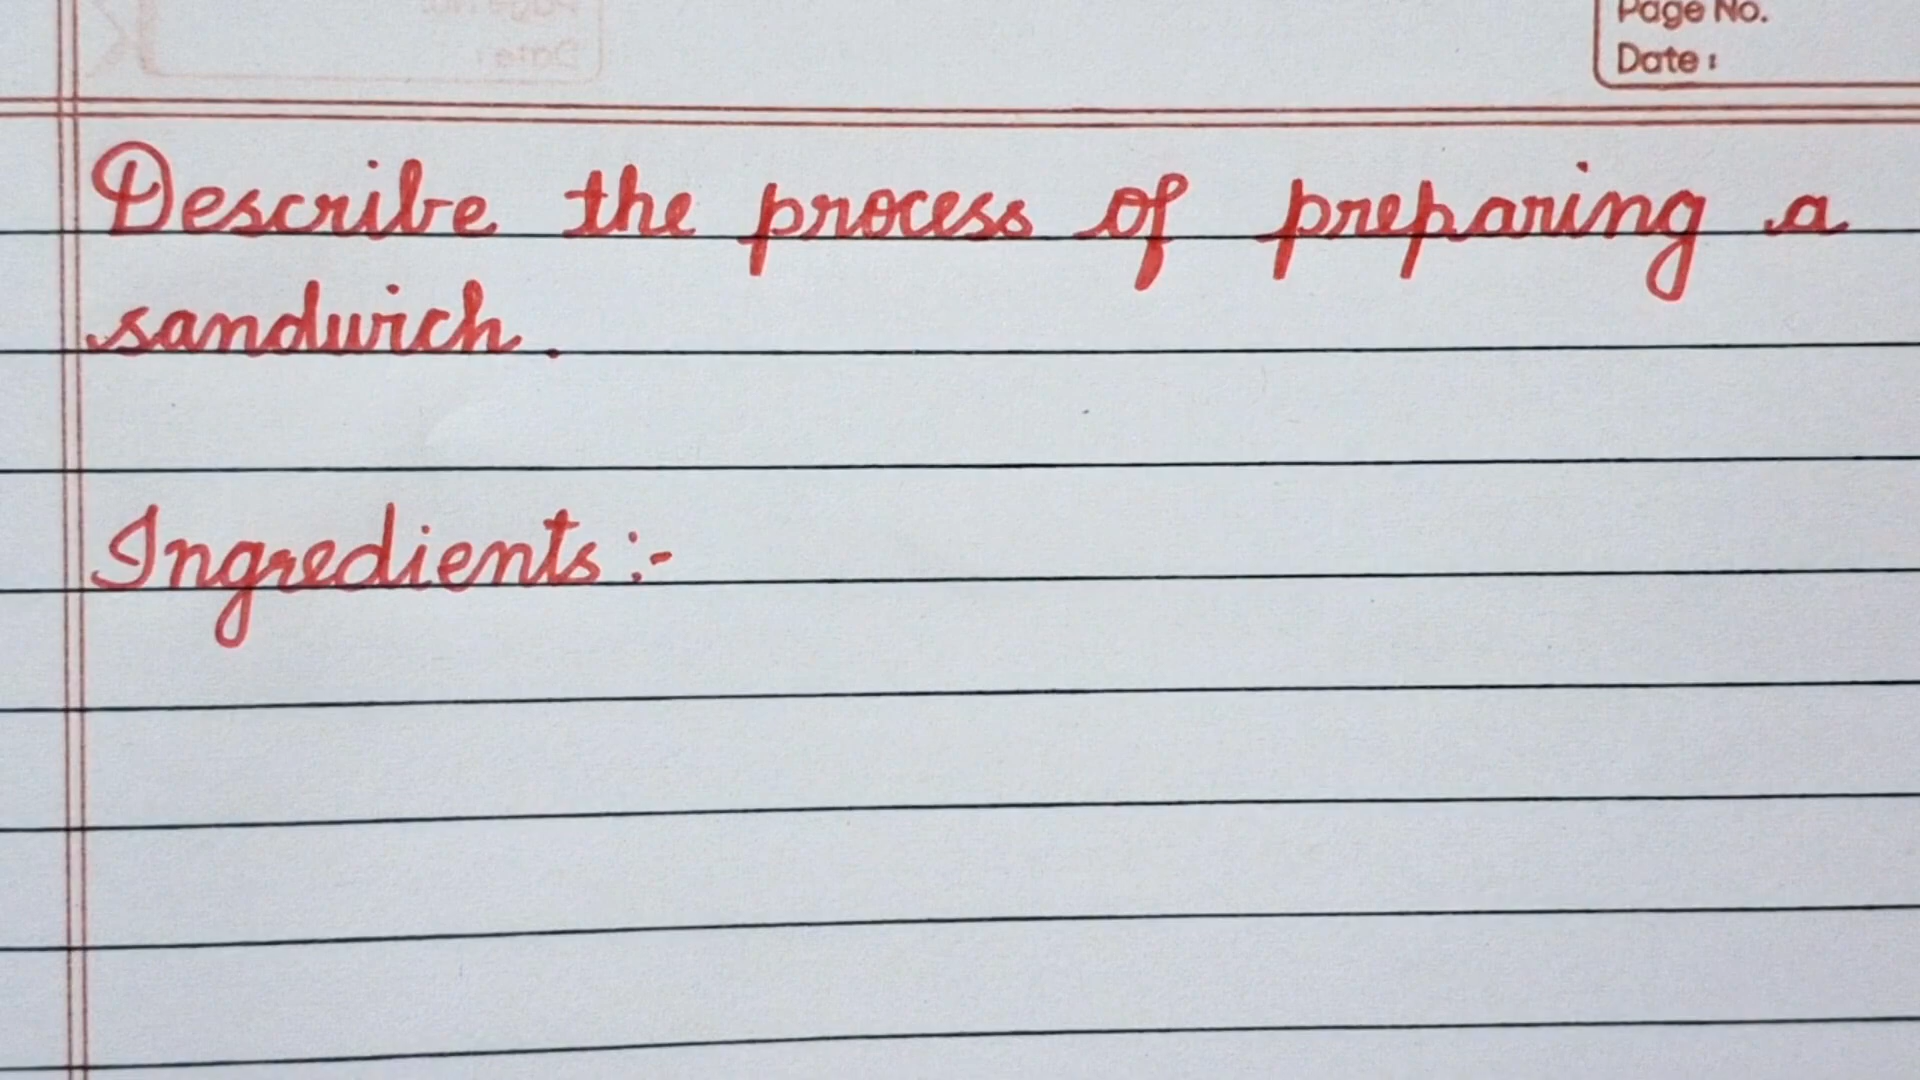 Page No.
Date :
Describe the process of preparing a
sandwich.
Ingredients :-